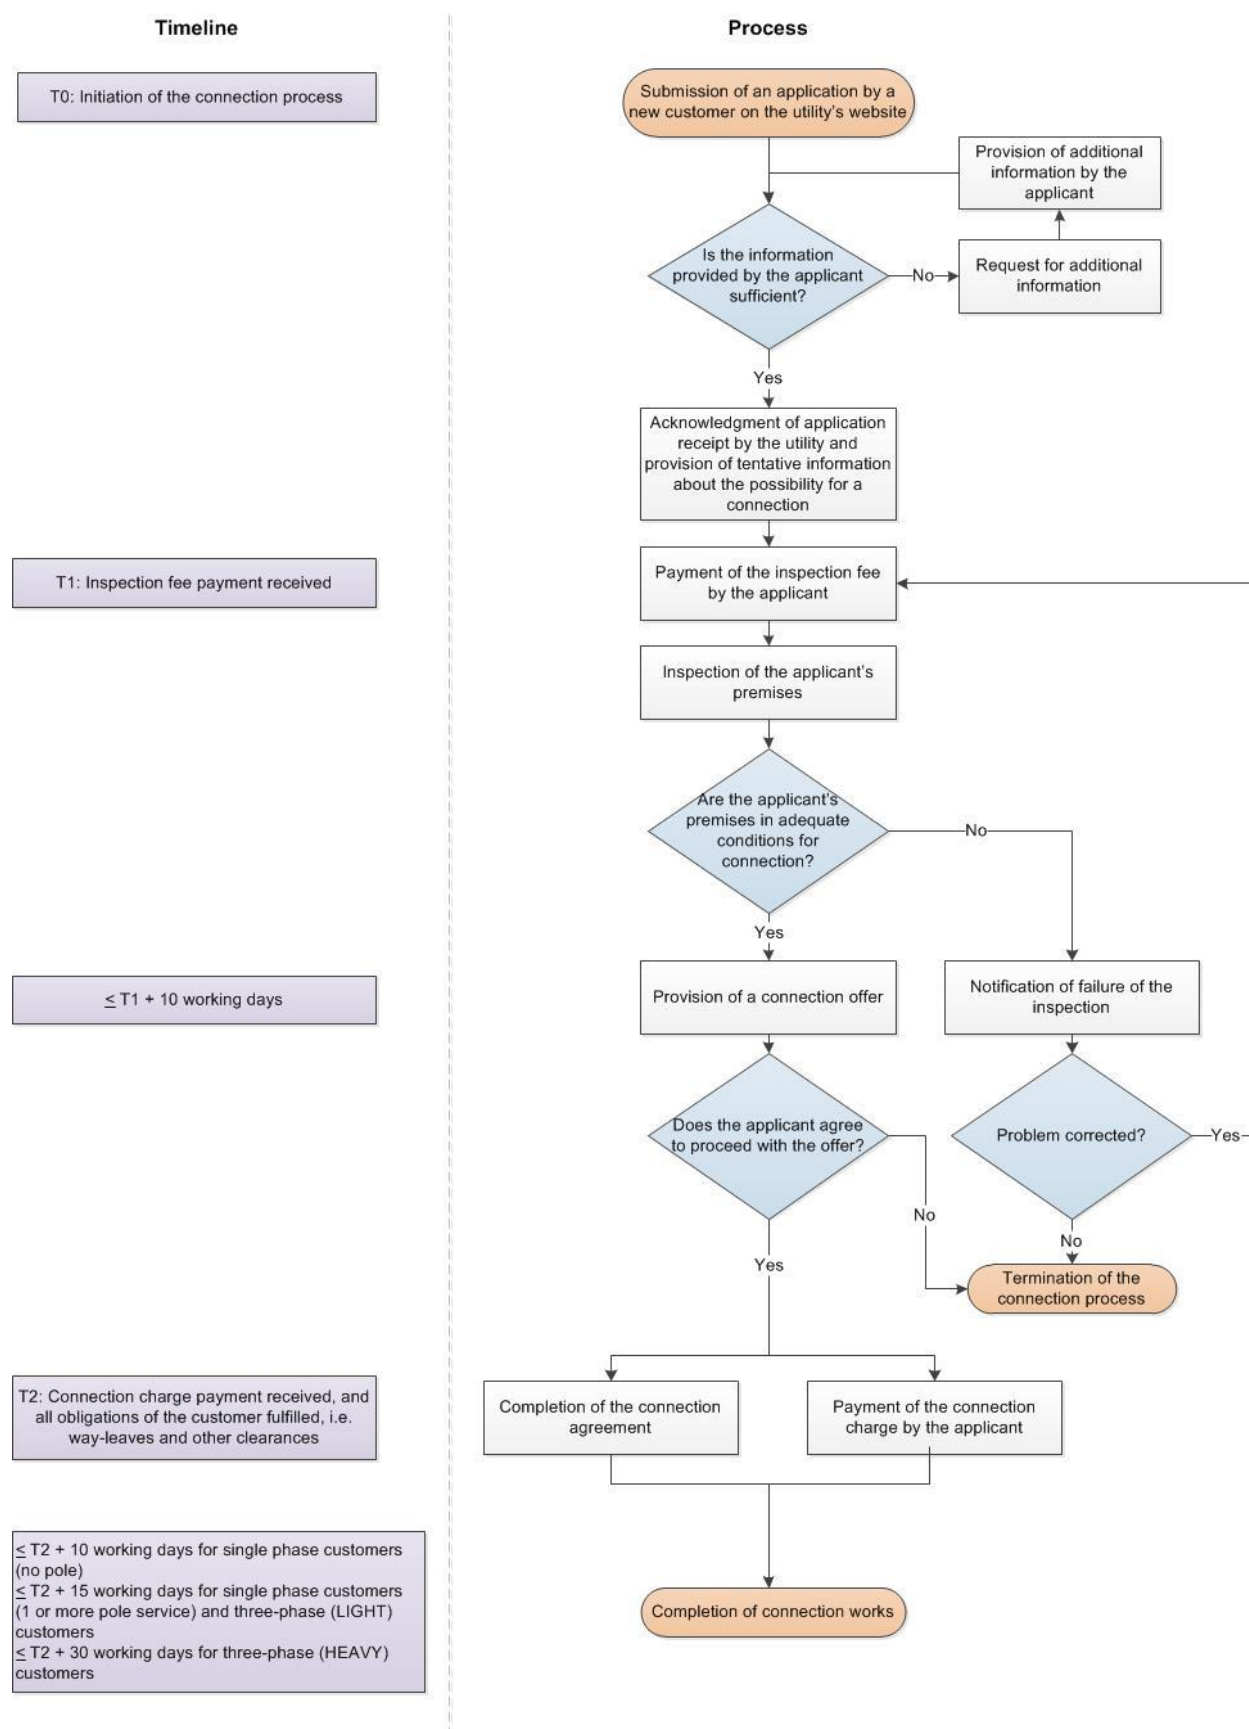 Timeline
Process
T0: Initiation of the connection process
Submission of an application by a
new customer on the utility's website
Provision of additional
information by the
applicant
Is the information
provided by the applicant
sufficient?
No
Request for additional
information
Yes
Acknowledgment of application
receipt by the utility and
provision of tentative information
about the possibility for a
connection
T1: Inspection fee payment received
Payment of the inspection fee
by the applicant
Inspection of the applicant's
premises
Are the applicant's
premises in adequate
conditions for
connection?
No
Yes
≤ T1 + 10 working days
Provision of a connection offer
Notification of failure of the
inspection
Does the applicant agree
to proceed with the offer?
Problem corrected?
Yes
No
No
Yes
Termination of the
connection process
T2: Connection charge payment received, and
all obligations of the customer fulfilled, i.e.
way-leaves and other clearances
Completion of the connection
agreement
Payment of the connection
charge by the applicant
≤ T2 + 10 working days for single phase customers
(no pole)
≤ T2 + 15 working days for single phase customers
(1 or more pole service) and three-phase (LIGHT)
customers
≤ T2 + 30 working days for three-phase (HEAVY)
customers
Completion of connection works